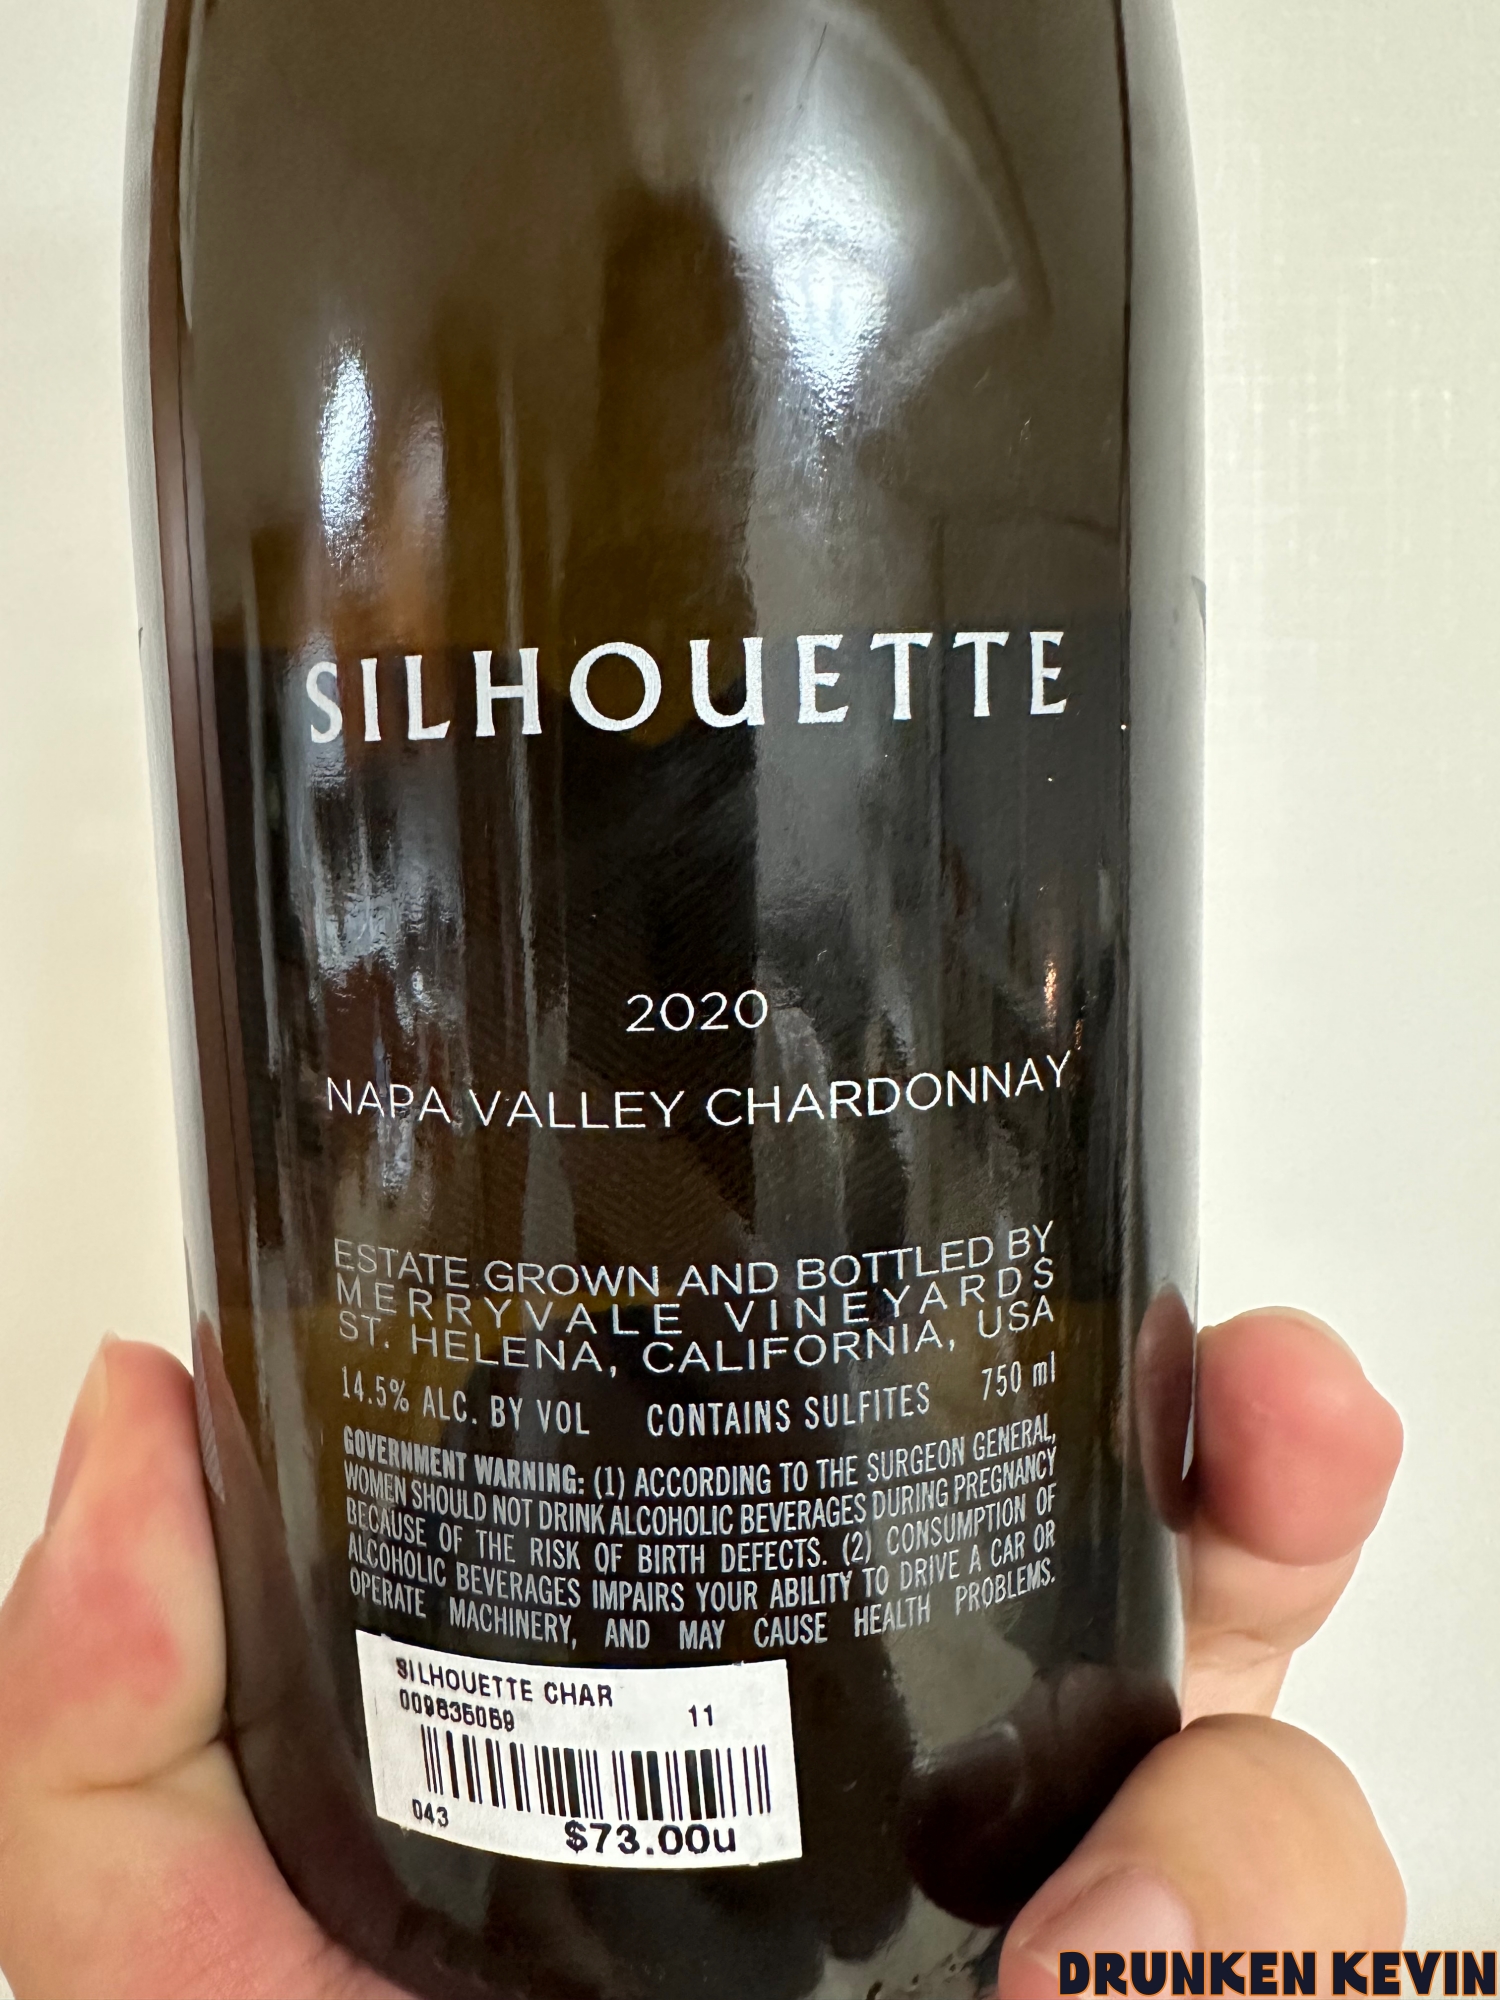 SILHOUETTE
2020
NAPA VALLEY CHARDONNAY
ESTATE GROWN AND BOTTLED BY
MERRYVALE VINEYARDS
ST. HELENA, CALIFORNIA, USA
14.5% ALC. BY VOL CONTAINS SULFITES 750 ml
GOVERNMENT WARNING: (1) ACCORDING TO THE SURGEON GENERAL,
WOMEN SHOULD NOT DRINK ALCOHOLIC BEVERAGES DURING PREGNANCY
BECAUSE OF THE RISK OF BIRTH DEFECTS. (2) CONSUMPTION OF
ALCOHOLIC BEVERAGES IMPAIRS YOUR ABILITY TO DRIVE A CAR OR
OPERATE MACHINERY, AND MAY CAUSE HEALTH PROBLEMS.
SILHOUETTE CHAR
11
043
$73.00u
DRUNKEN KEVIN